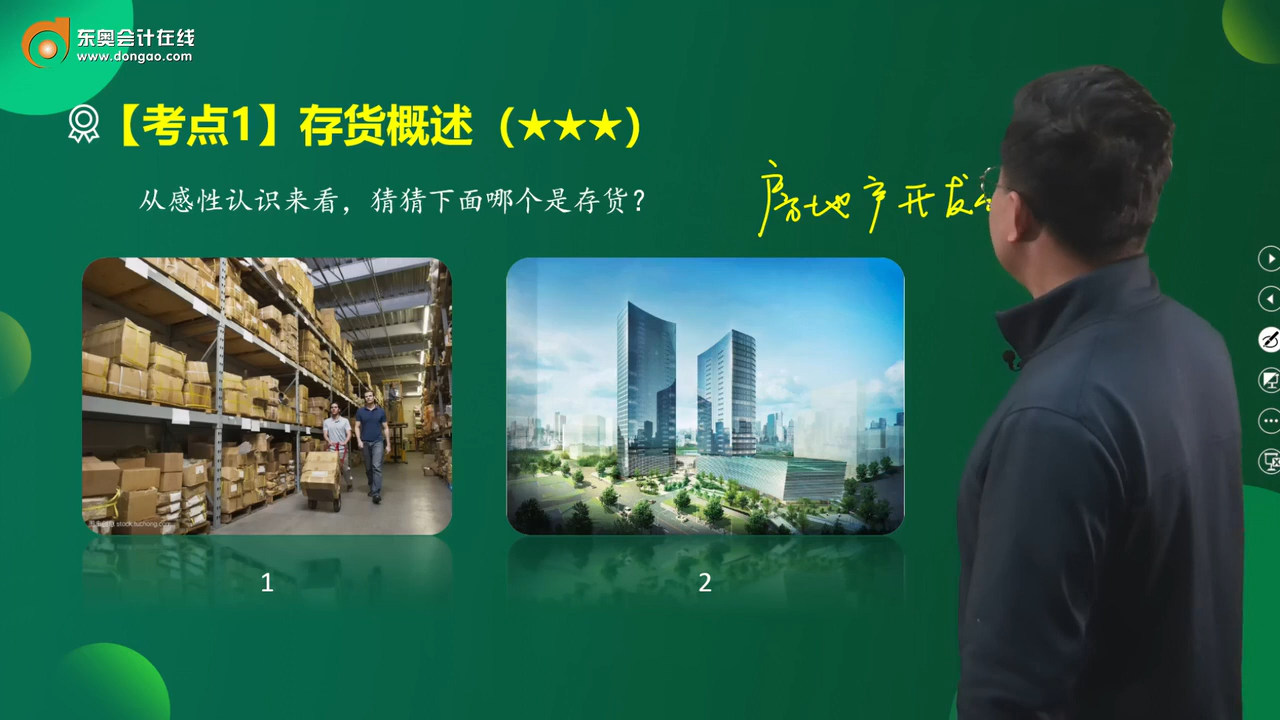 东奥会计在线
www.dongao.com
【考点1】存货概述（★★★）
从感性认识来看，猜猜下面哪个是存货？
房地产开发
1
2